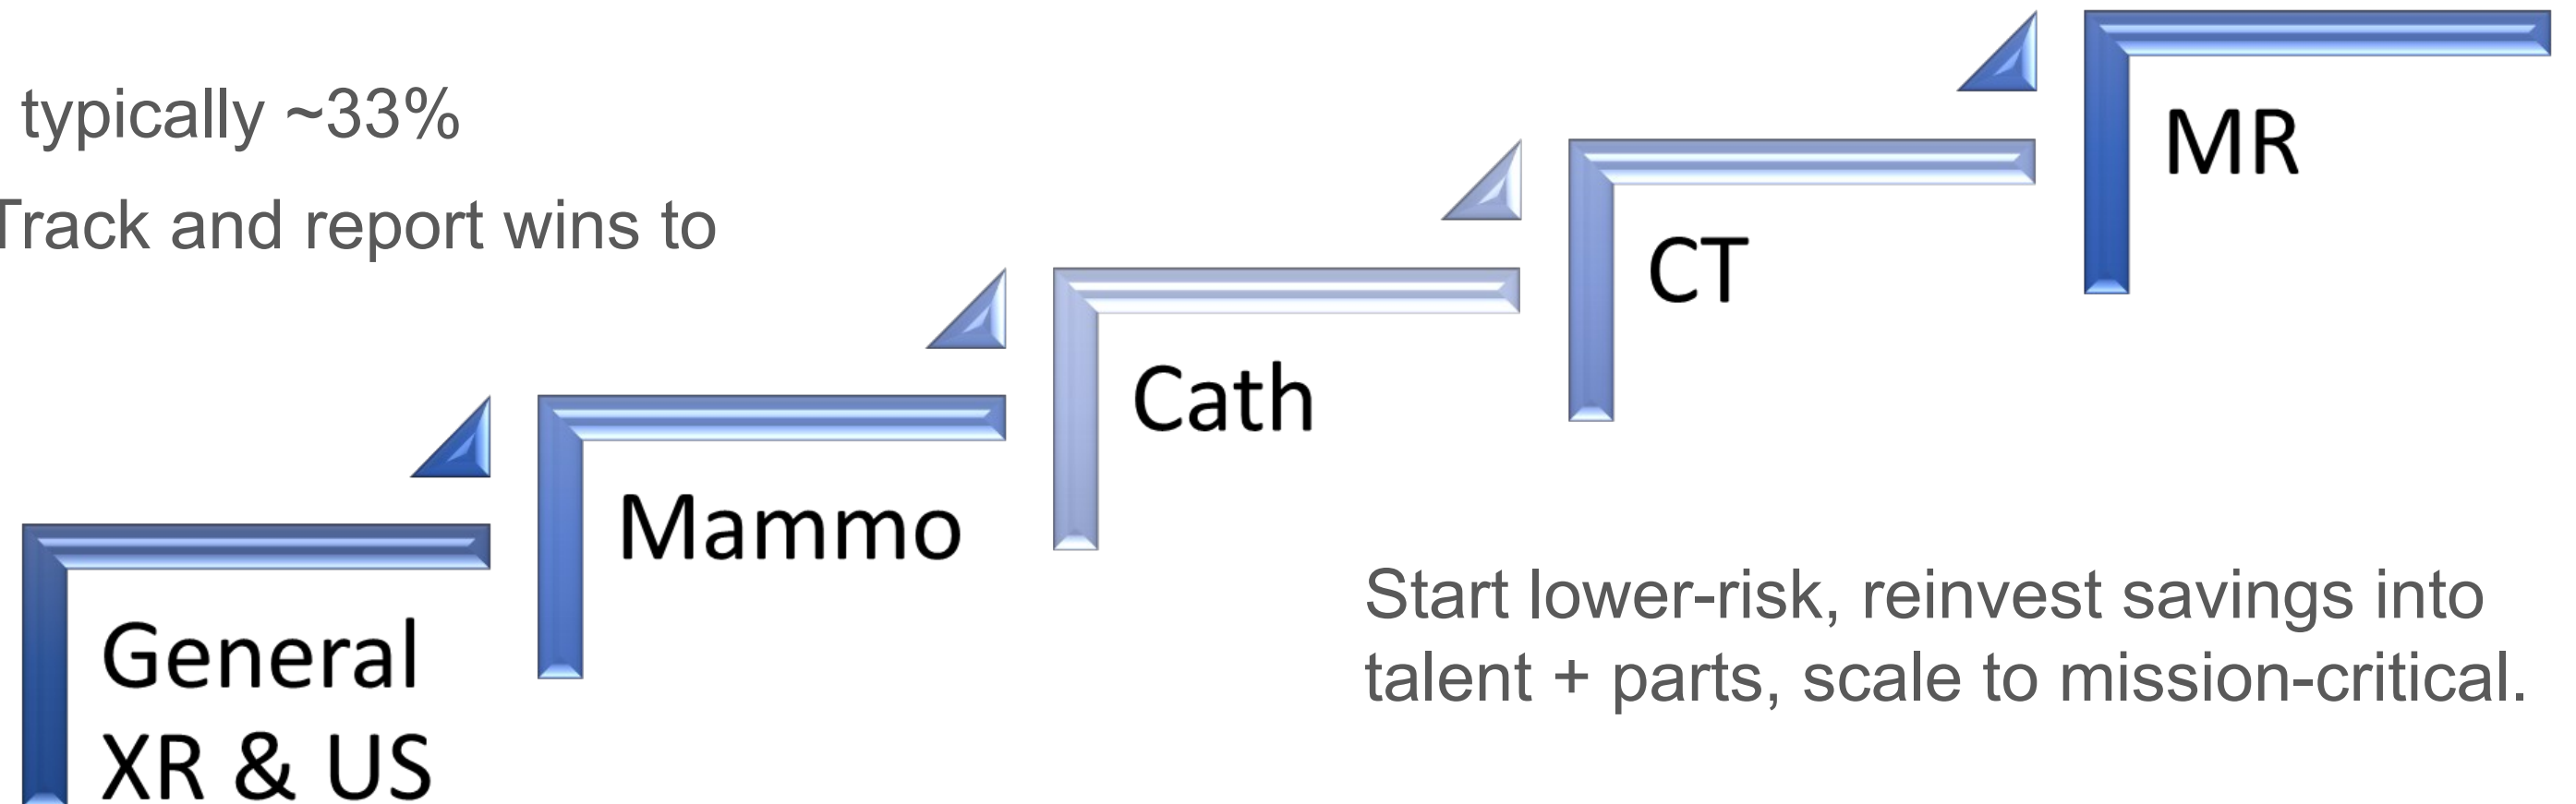 typically ~33%
Track and report wins to
MR
CT
Cath
Mammo
General
XR & US
Start lower-risk, reinvest savings into
talent + parts, scale to mission-critical.